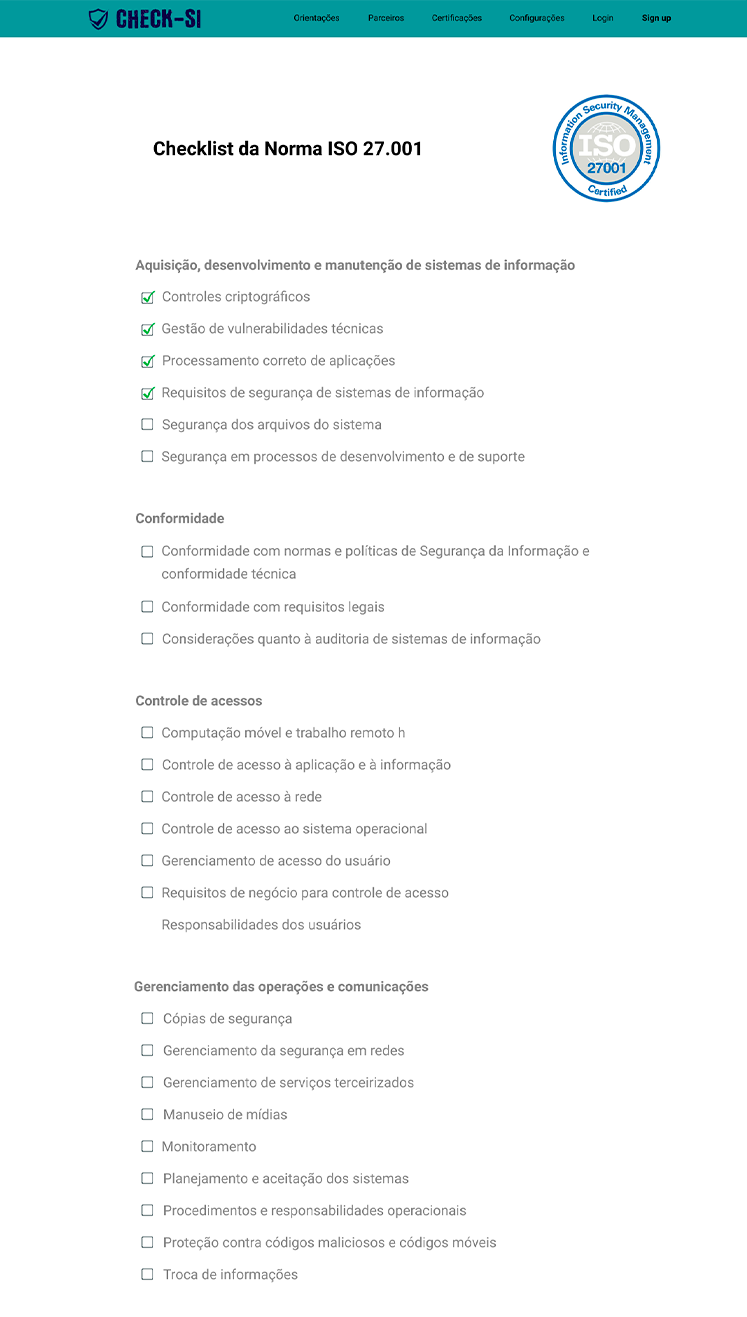 CHECK-SI
Orientações
Parceiros
Certificações
Configurações
Login
Sign up
Checklist da Norma ISO 27.001
Information Security Management
ISO
27001
Certified
Aquisição, desenvolvimento e manutenção de sistemas de informação
Controles criptográficos
Gestão de vulnerabilidades técnicas
Processamento correto de aplicações
Requisitos de segurança de sistemas de informação
Segurança dos arquivos do sistema
Segurança em processos de desenvolvimento e de suporte
Conformidade
Conformidade com normas e políticas de Segurança da Informação e
conformidade técnica
Conformidade com requisitos legais
Considerações quanto à auditoria de sistemas de informação
Controle de acessos
Computação móvel e trabalho remoto h
Controle de acesso à aplicação e à informação
Controle de acesso à rede
Controle de acesso ao sistema operacional
Gerenciamento de acesso do usuário
Requisitos de negócio para controle de acesso
Responsabilidades dos usuários
Gerenciamento das operações e comunicações
Cópias de segurança
Gerenciamento da segurança em redes
Gerenciamento de serviços terceirizados
Manuseio de mídias
Monitoramento
Planejamento e aceitação dos sistemas
Procedimentos e responsabilidades operacionais
Proteção contra códigos maliciosos e códigos móveis
Troca de informações